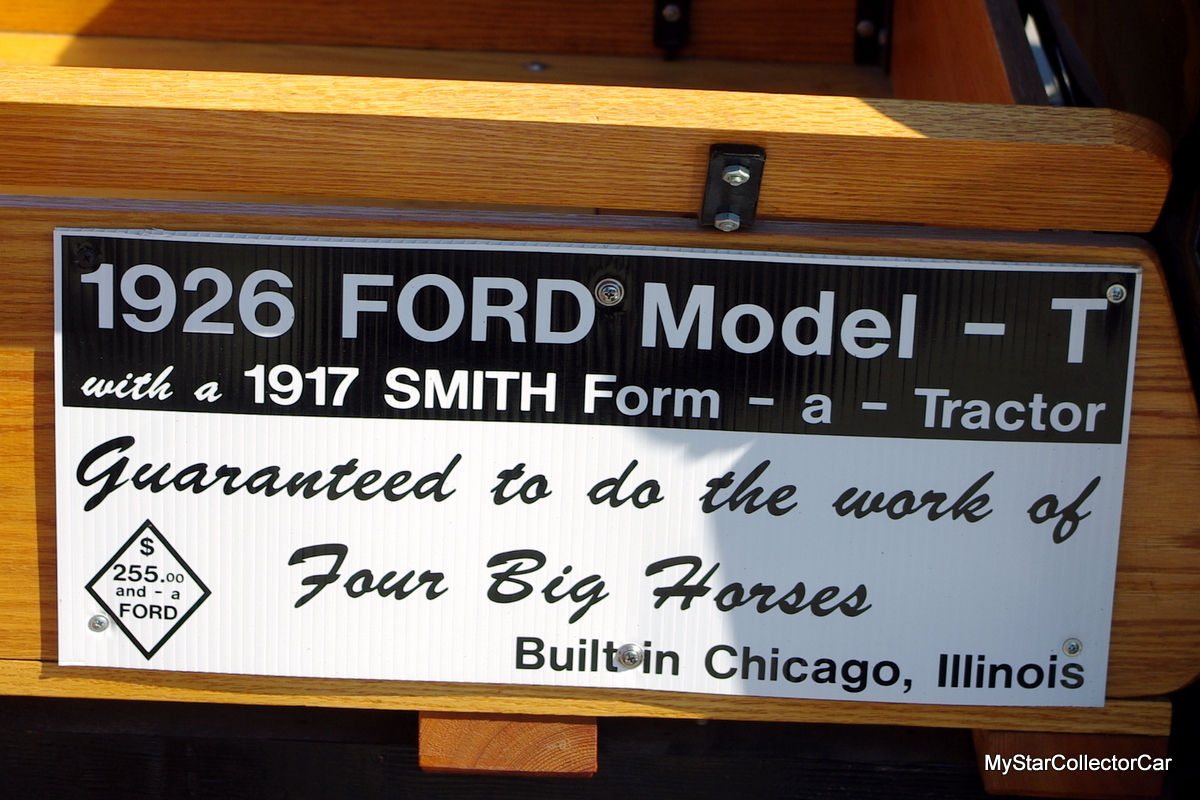 1926 FORD Model - T
with a 1917 SMITH Form - a - Tractor
Guaranteed to do the work of
Four Big Horses
$
255.00
and - a
FORD
Built in Chicago, Illinois
MyStarCollectorCar